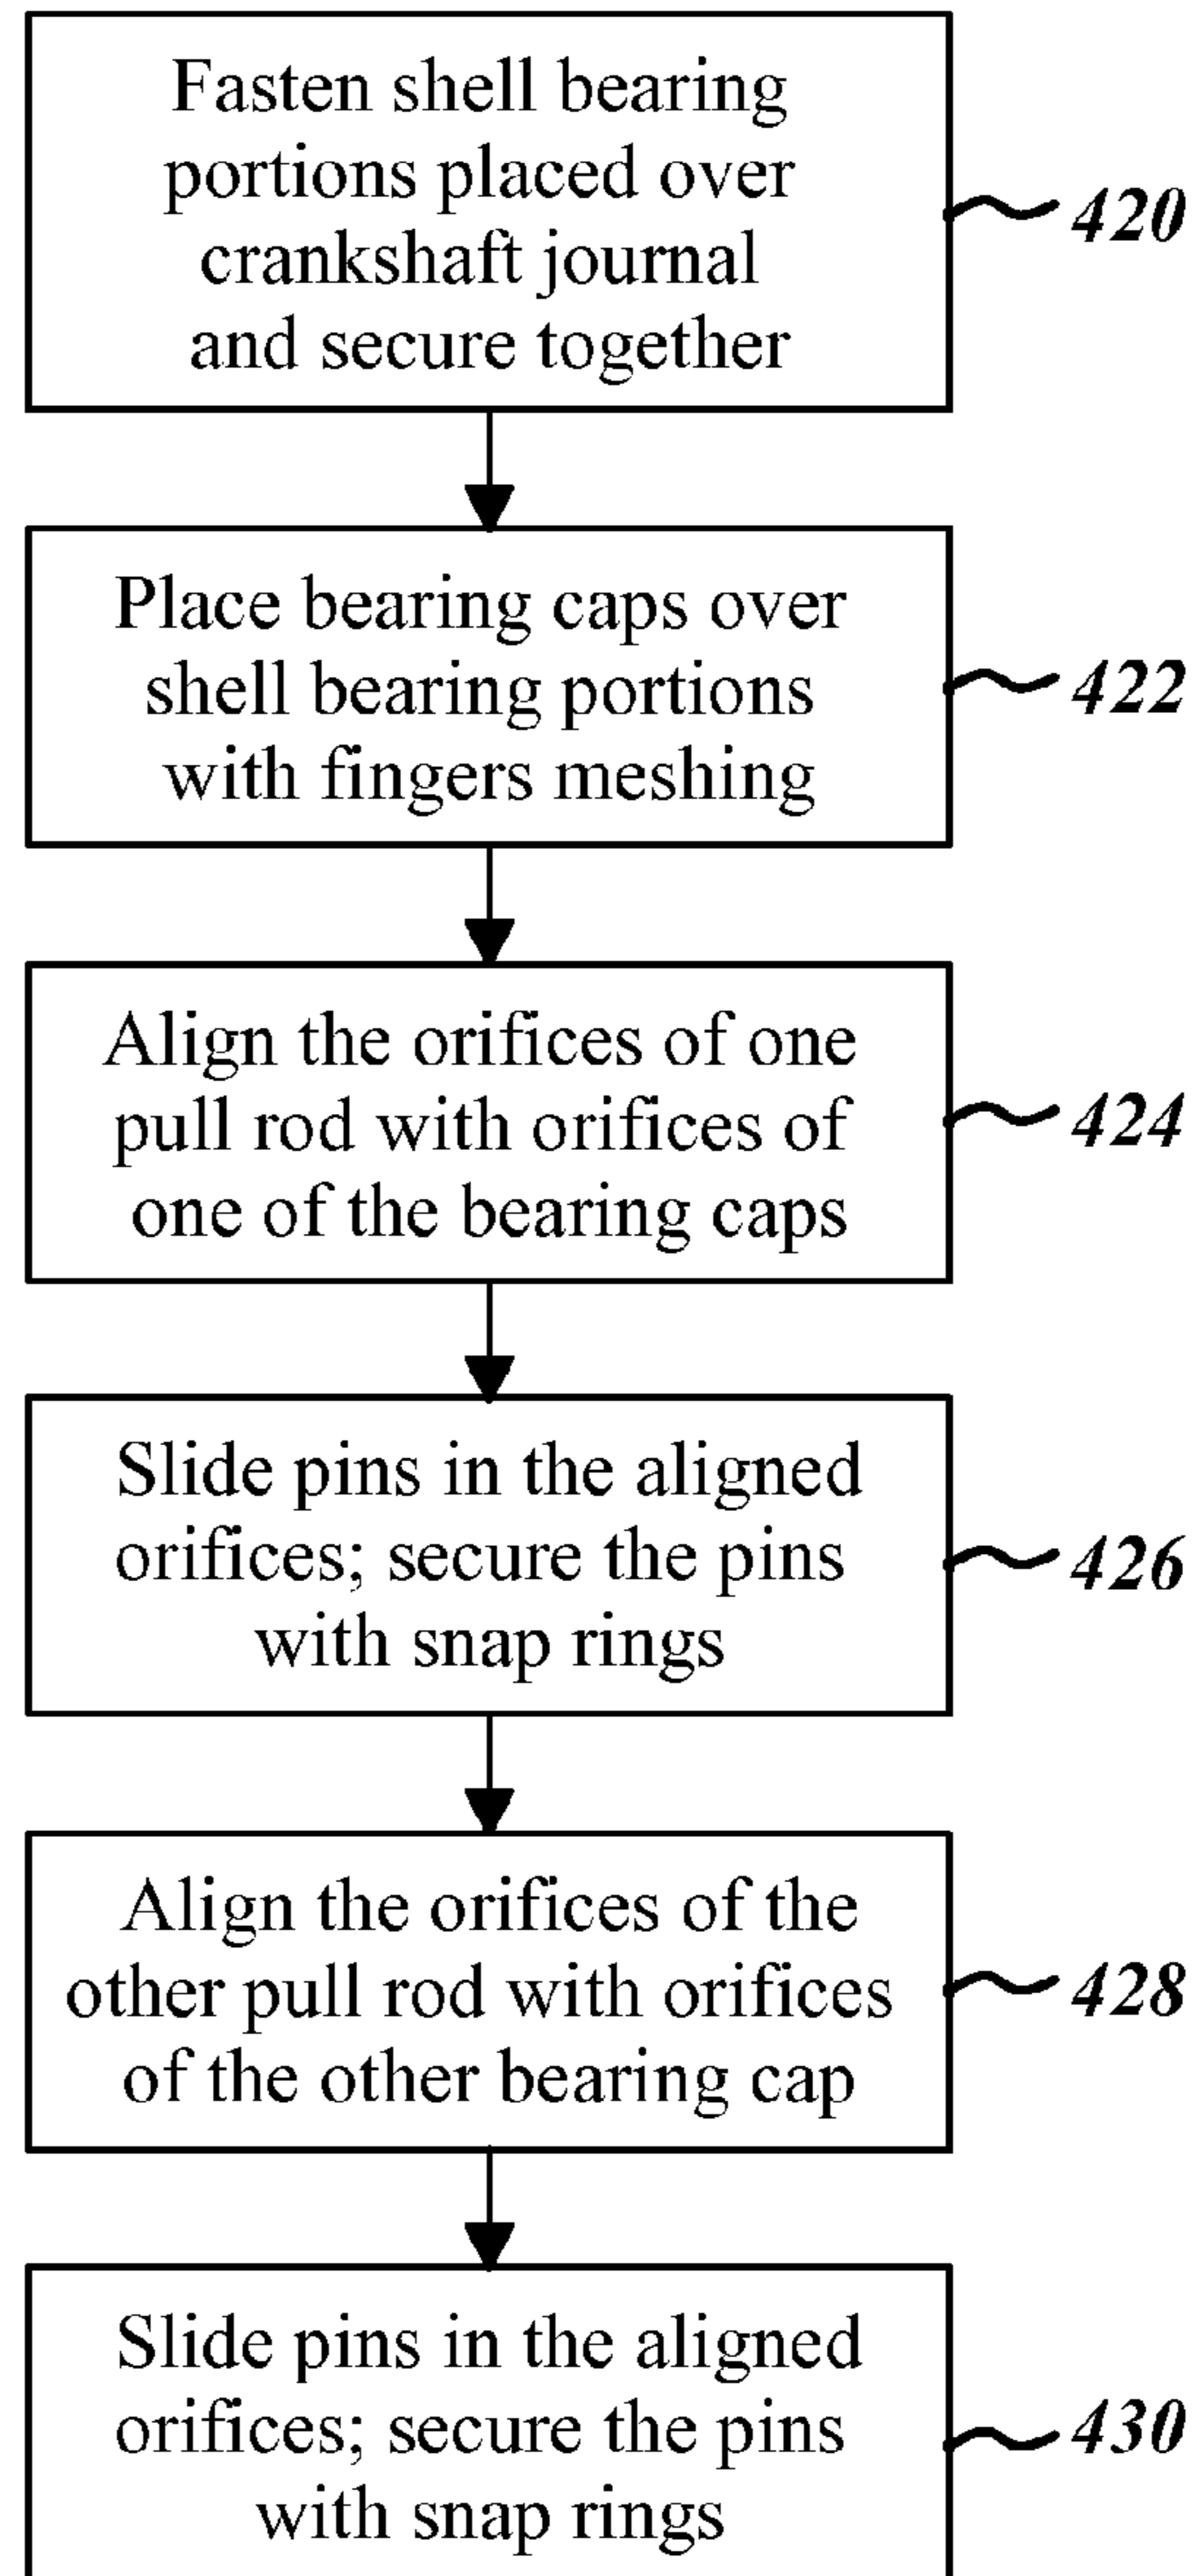 Fasten shell bearing
portions placed over
crankshaft journal
and secure together
420
Place bearing caps over
shell bearing portions
with fingers meshing
422
Align the orifices of one
pull rod with orifices of
one of the bearing caps
424
Slide pins in the aligned
orifices; secure the pins
with snap rings
426
Align the orifices of the
other pull rod with orifices
of the other bearing cap
428
Slide pins in the aligned
orifices; secure the pins
with snap rings
430